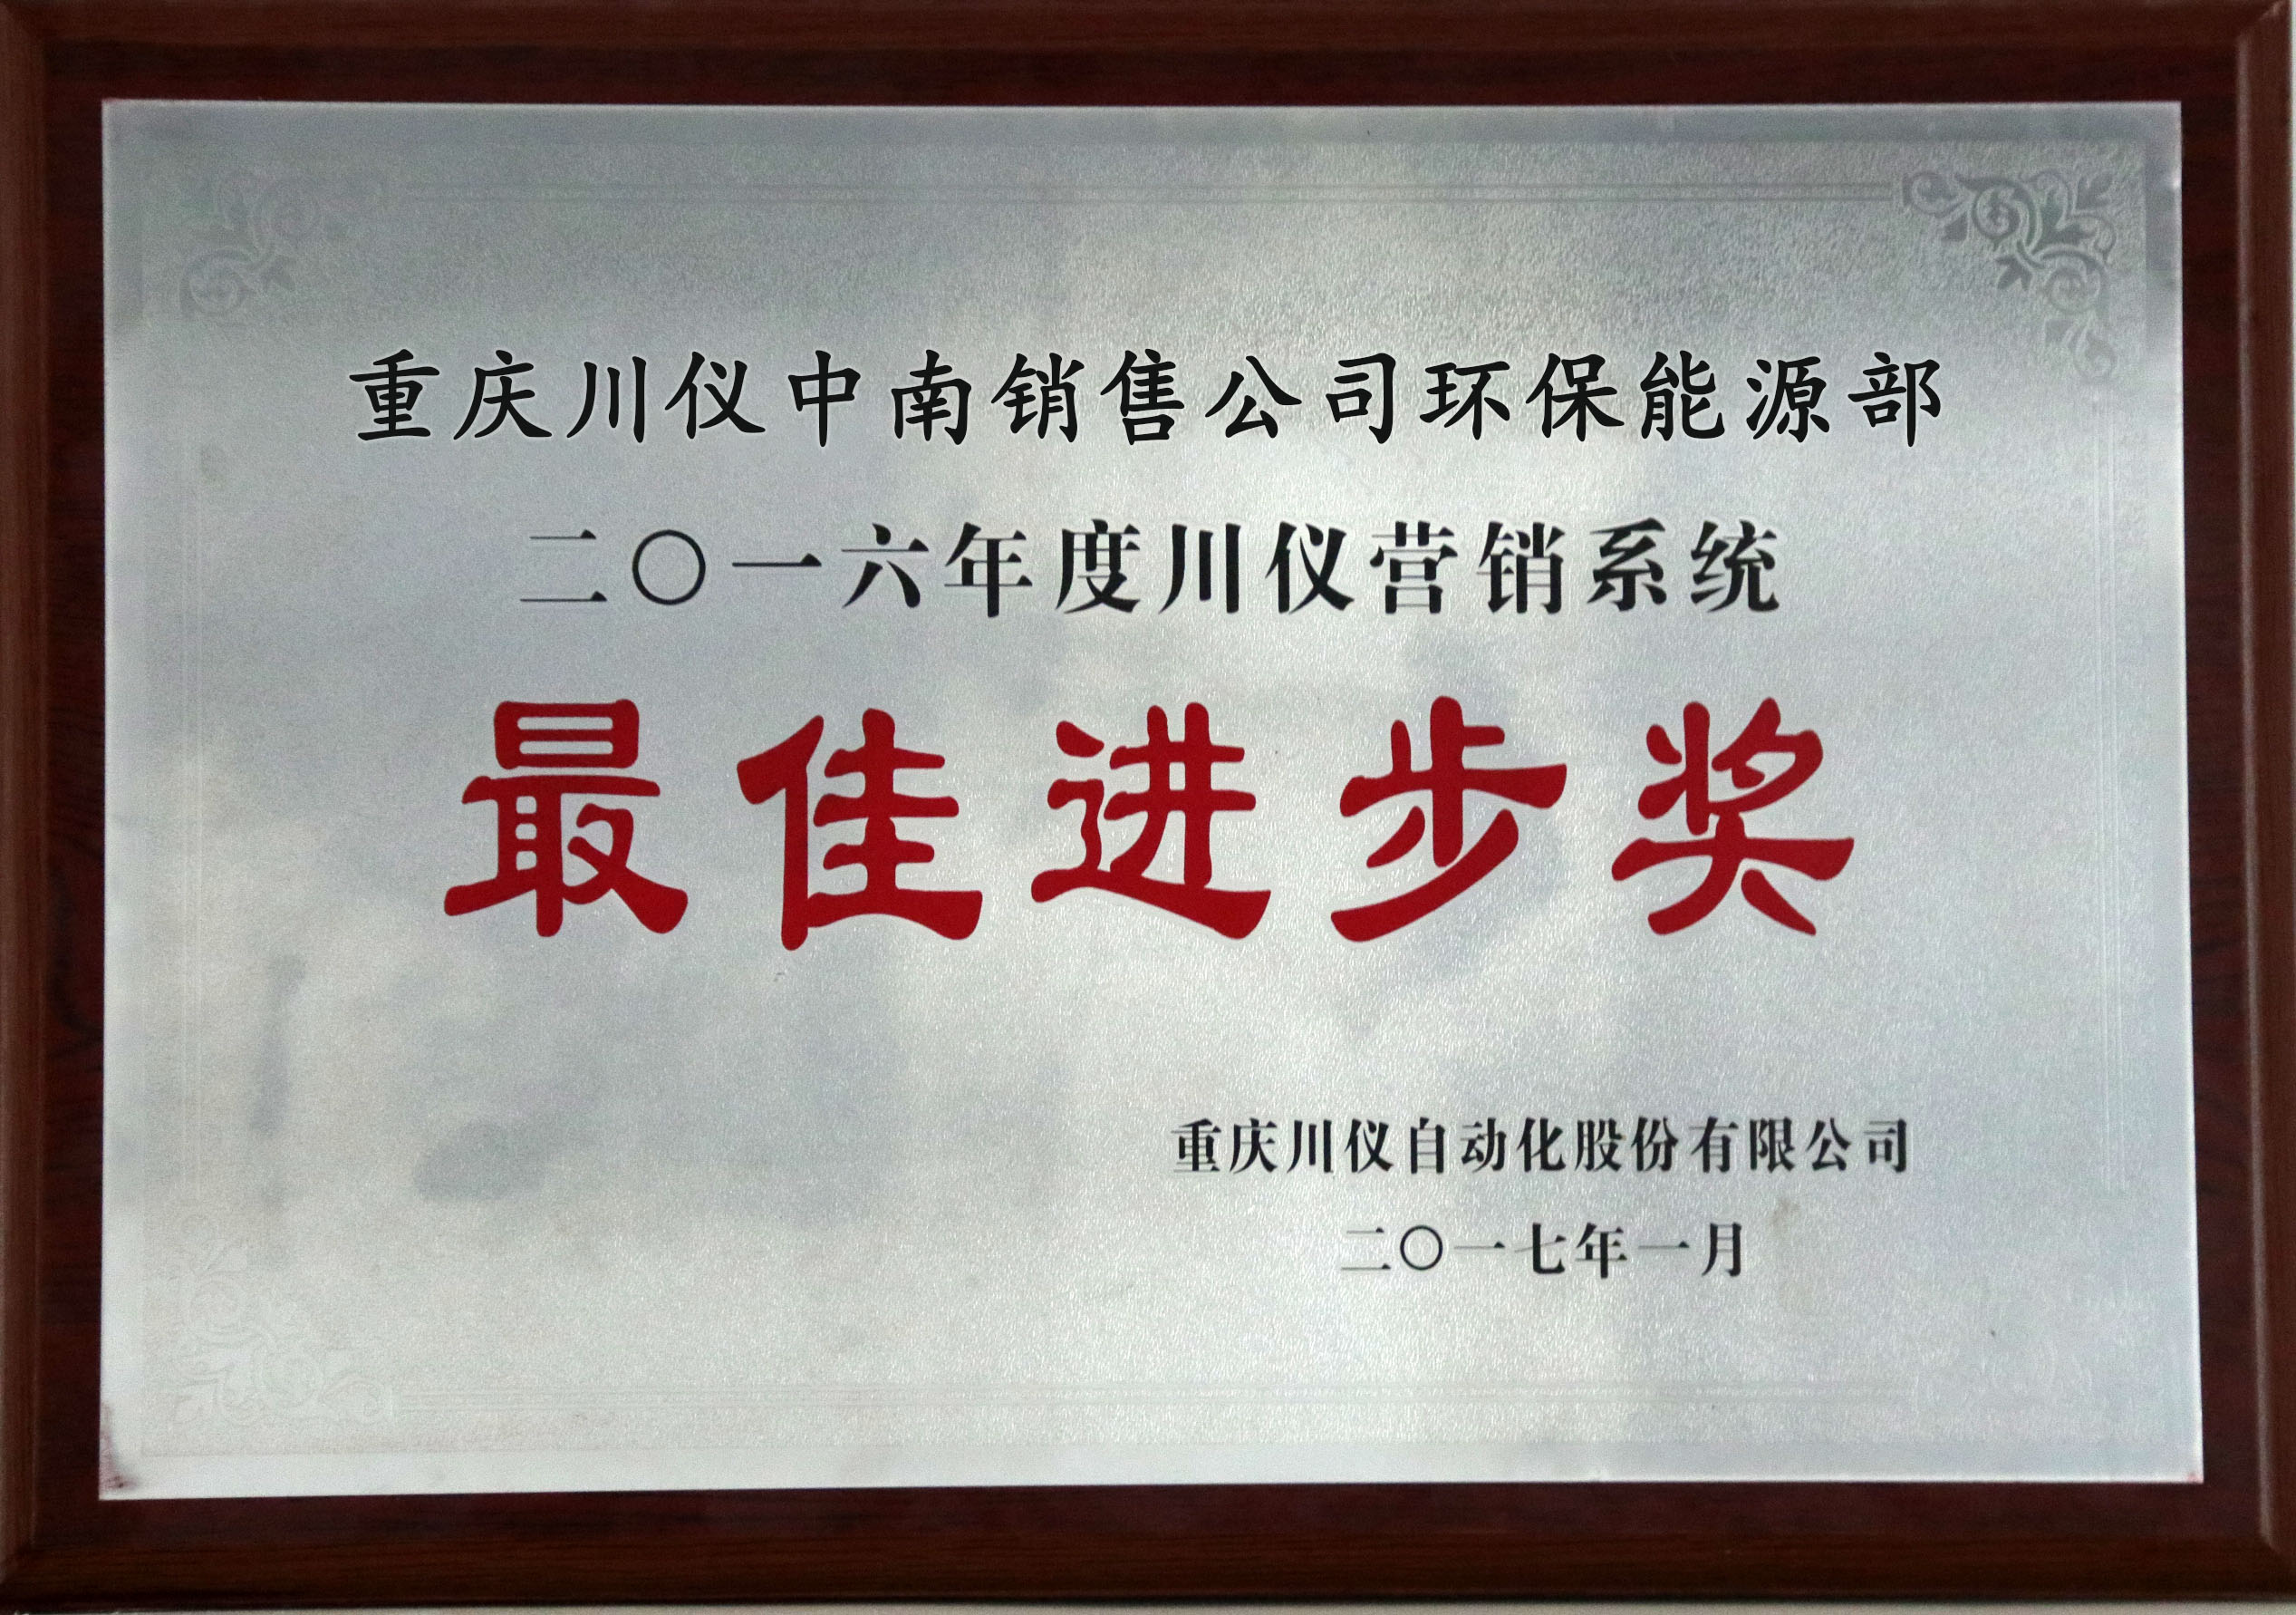 重庆川仪中南销售公司环保能源部
二〇一六年度川仪营销系统
最佳进步奖
重庆川仪自动化股份有限公司
二〇一七年一月